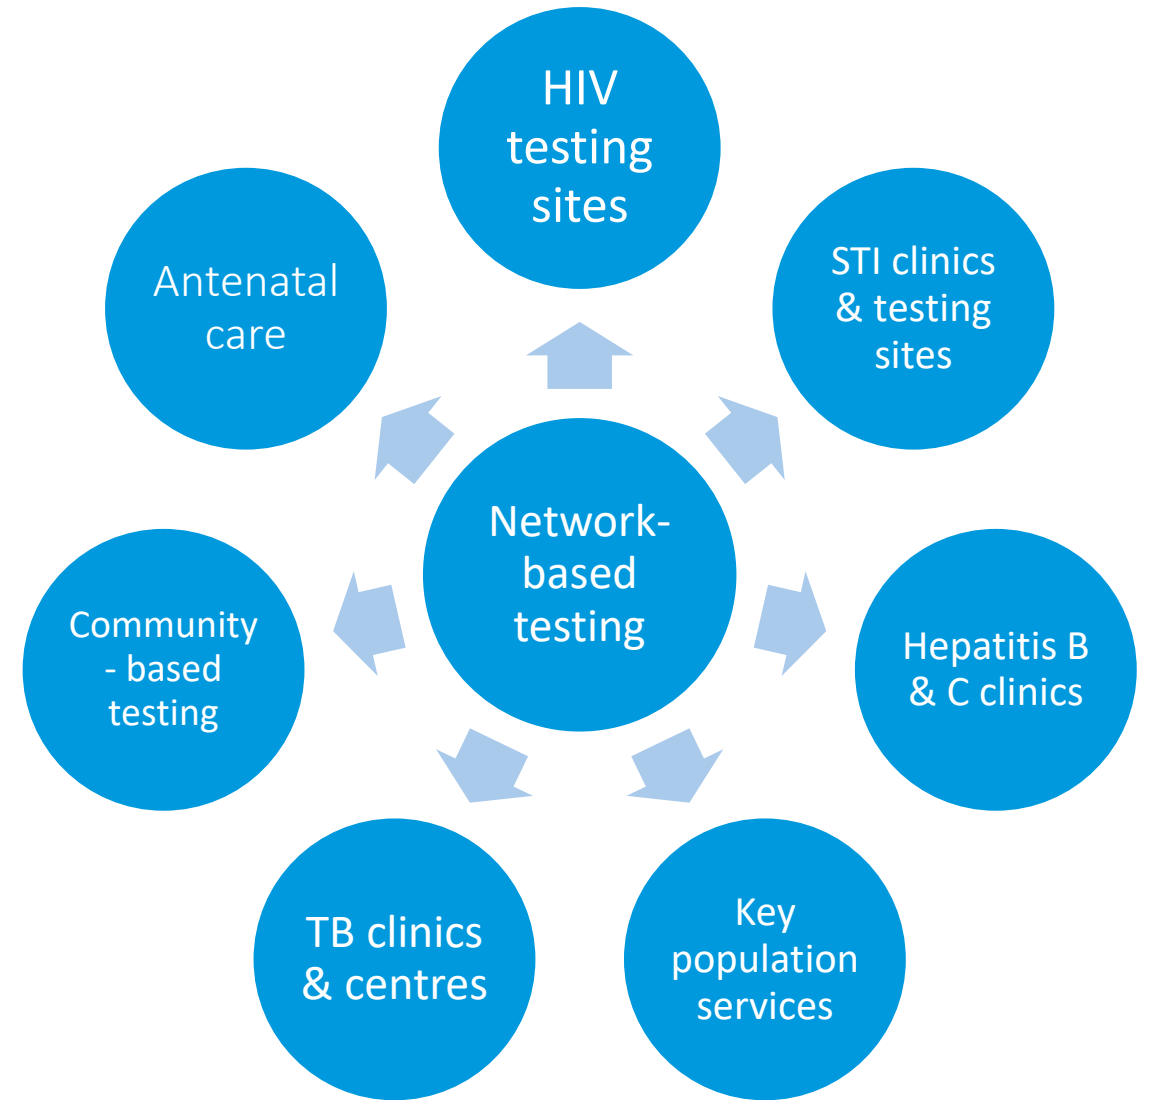 HIV
testing
sites
STI clinics
& testing
sites
Hepatitis B
& C clinics
Key
population
services
TB clinics
& centres
Community
- based
testing
Antenatal
care
Network-
based
testing